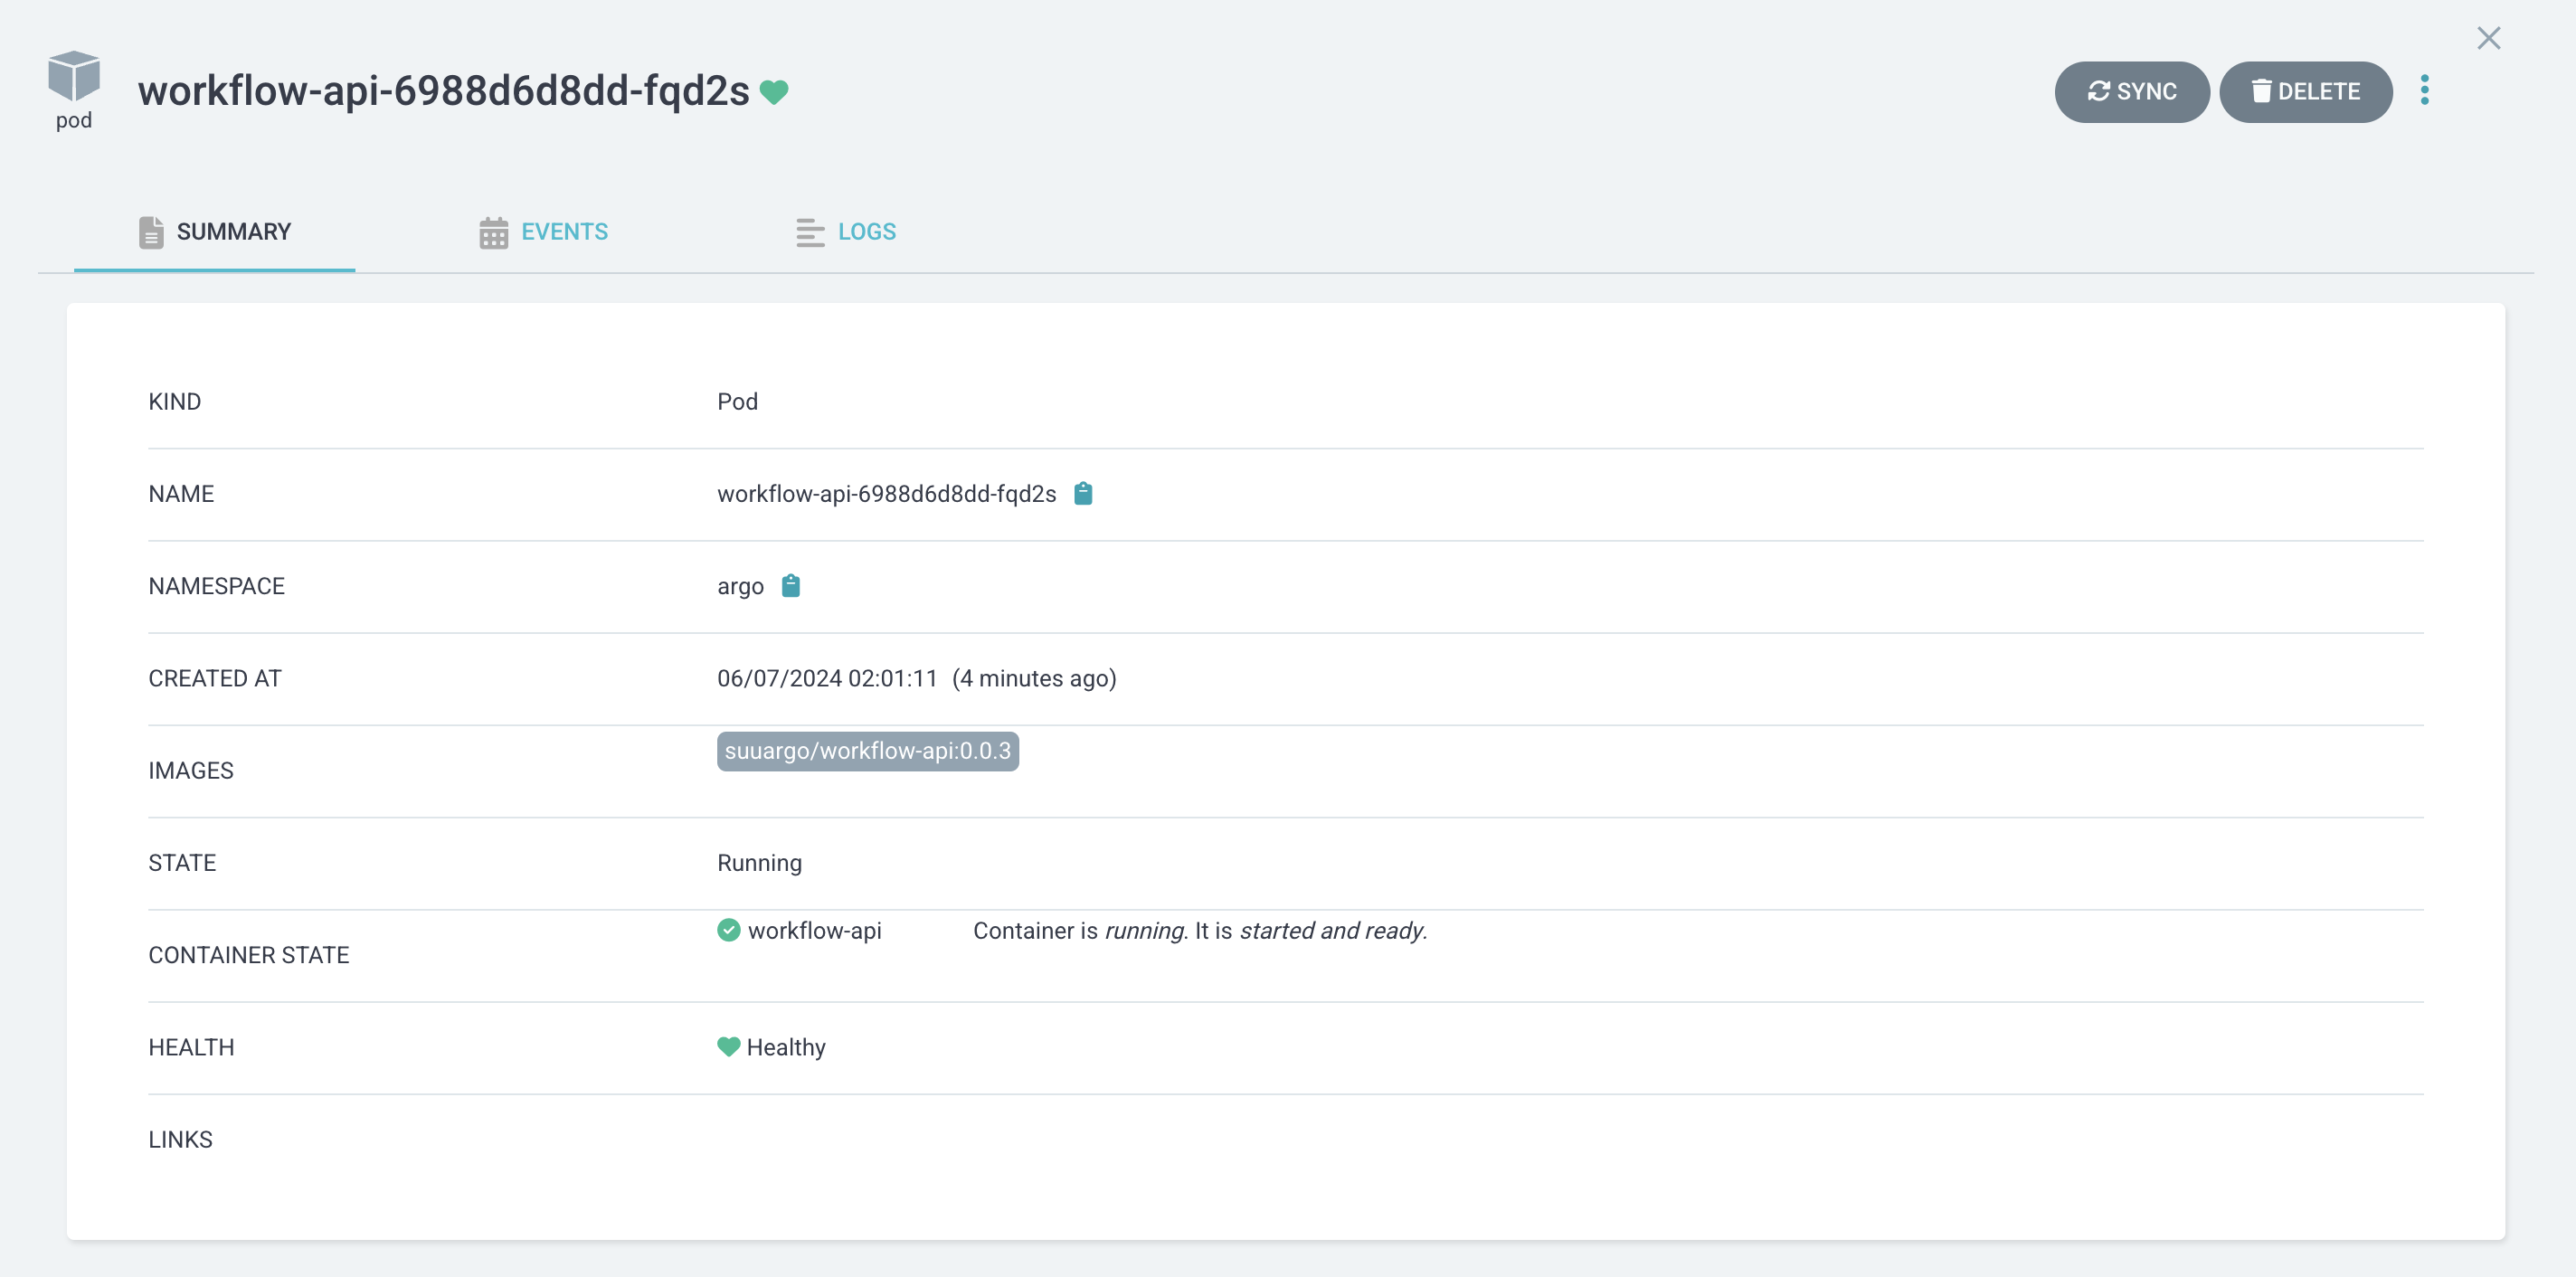 workflow-api-6988d6d8dd-fqd2s
pod
SYNC
DELETE
SUMMARY
EVENTS
LOGS
KIND Pod
NAME workflow-api-6988d6d8dd-fqd2s
NAMESPACE argo
CREATED AT 06/07/2024 02:01:11 (4 minutes ago)
IMAGES suuargo/workflow-api:0.0.3
STATE Running
CONTAINER STATE workflow-api Container is running. It is started and ready.
HEALTH Healthy
LINKS